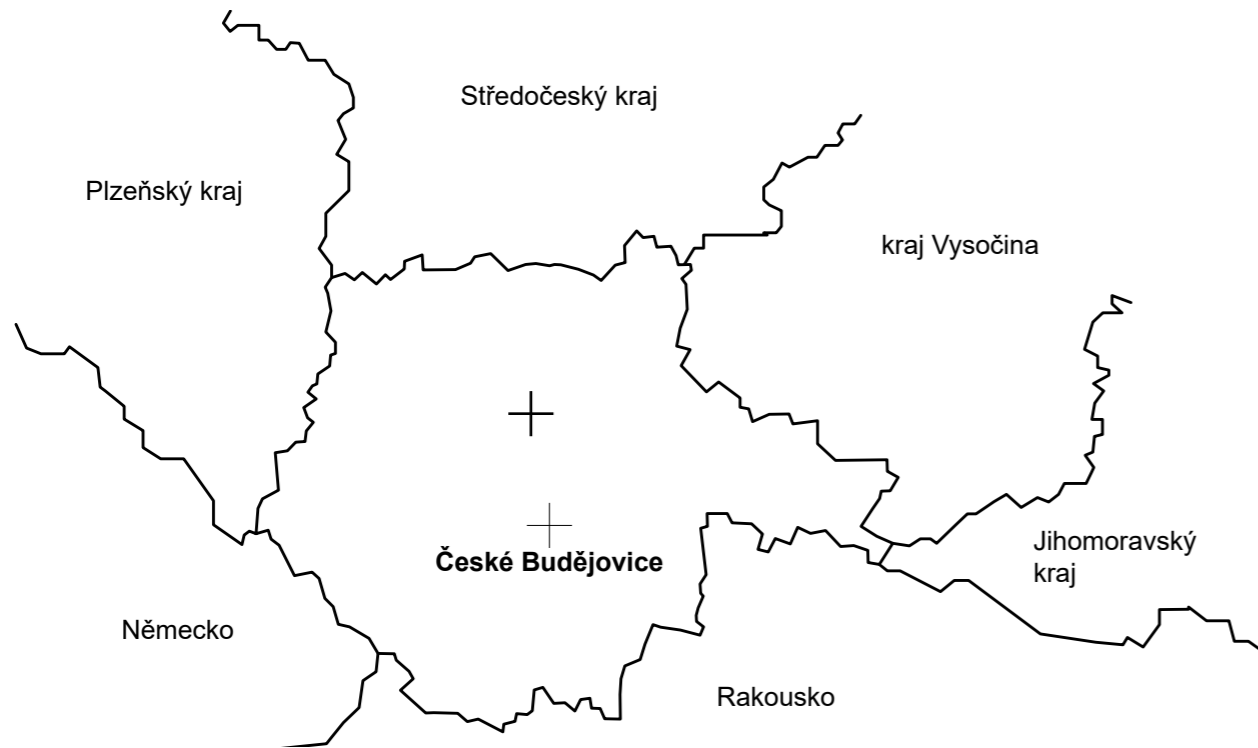 Středočeský kraj
Plzeňský kraj
kraj Vysočina
České Budějovice
Jihomoravský
kraj
Německo
Rakousko